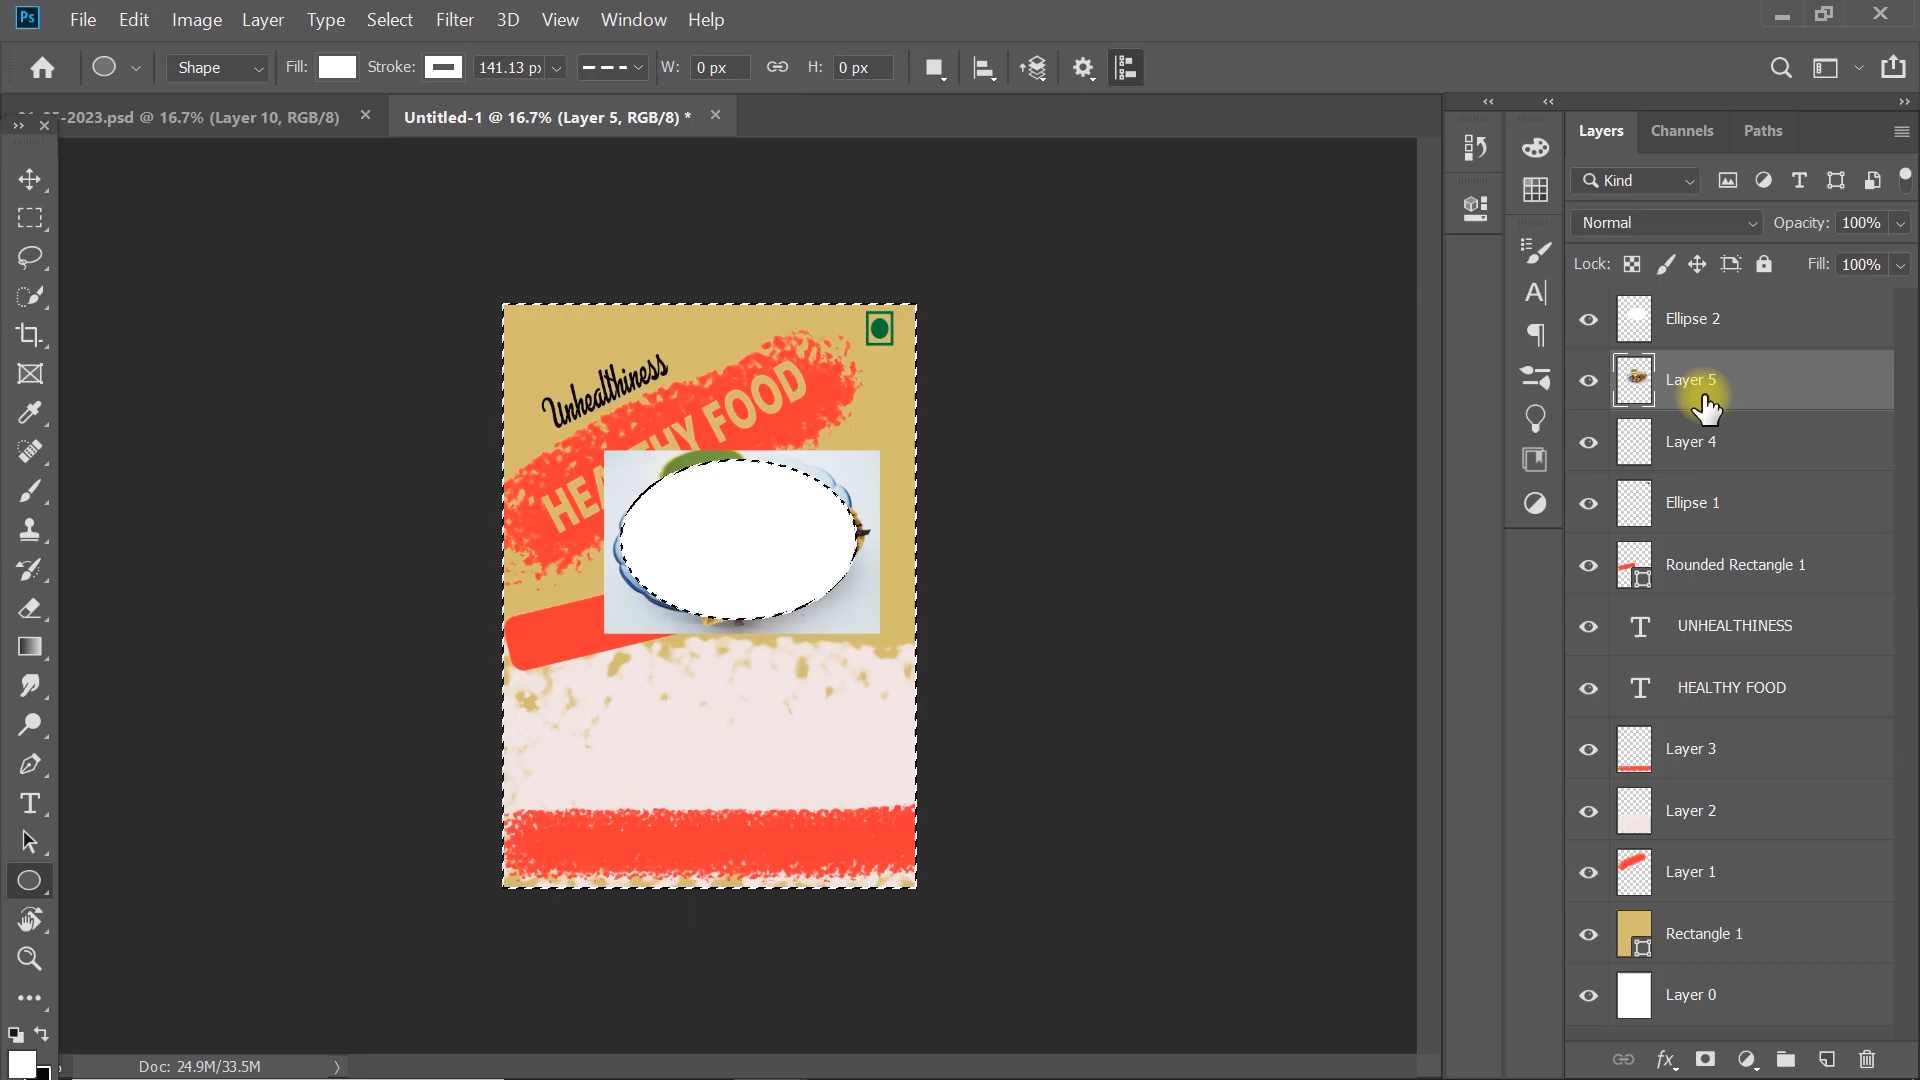 Ps File Edit Image Layer Type Select Filter 3D View Window Help
Shape Fill: Stroke: 141.13 px W: 0 px H: 0 px
-2023.psd @ 16.7% (Layer 10, RGB/8) × Untitled-1 @ 16.7% (Layer 5, RGB/8) * ×
Layers Channels Paths
Kind
Normal Opacity: 100%
Lock: Fill: 100%
Ellipse 2
Layer 5
Layer 4
Ellipse 1
Rounded Rectangle 1
UNHEALTHINESS
HEALTHY FOOD
Layer 3
Layer 2
Layer 1
Rectangle 1
Layer 0
Unhealthiness
HEA THY FOOD
Doc: 24.9M/33.5M